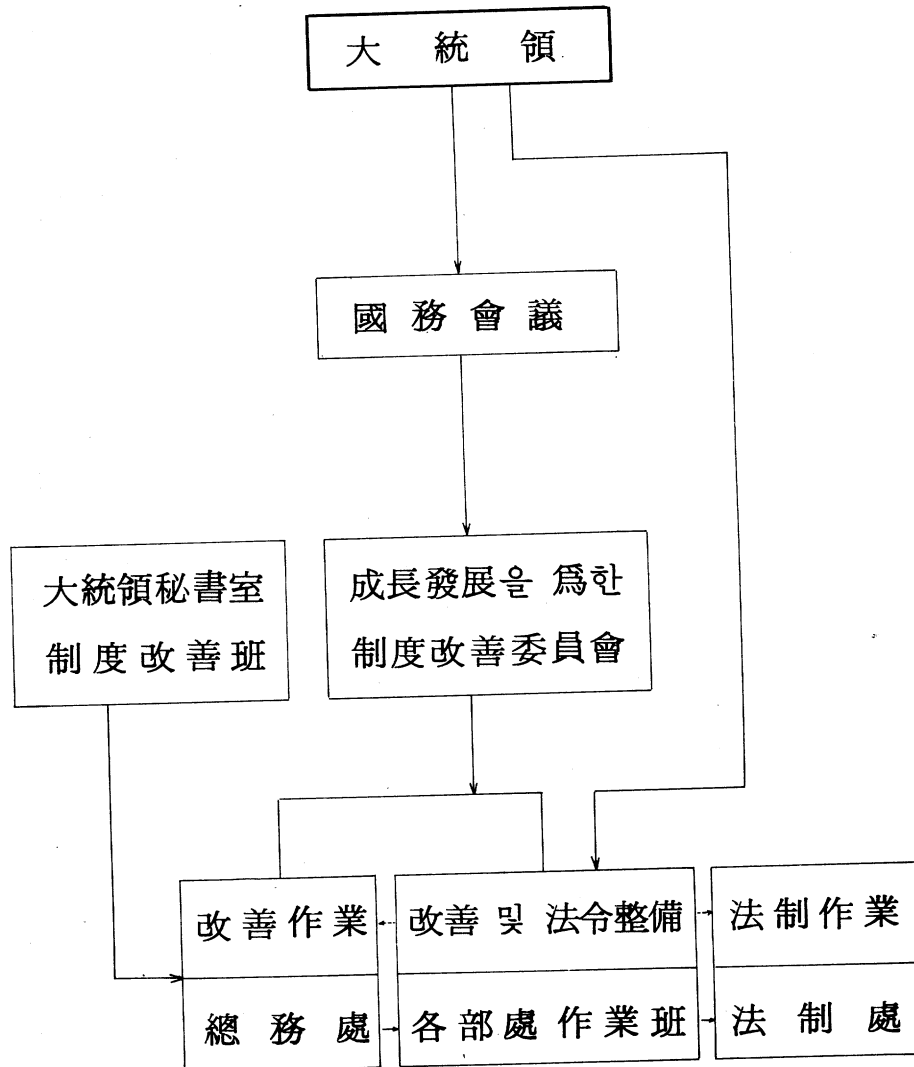 大統領
國務會議
大統領秘書室
制度改善班
成長發展을 爲한
制度改善委員會
改善作業
改善 및 法令整備
法制作業
總務處
各部處 作業班
法制處